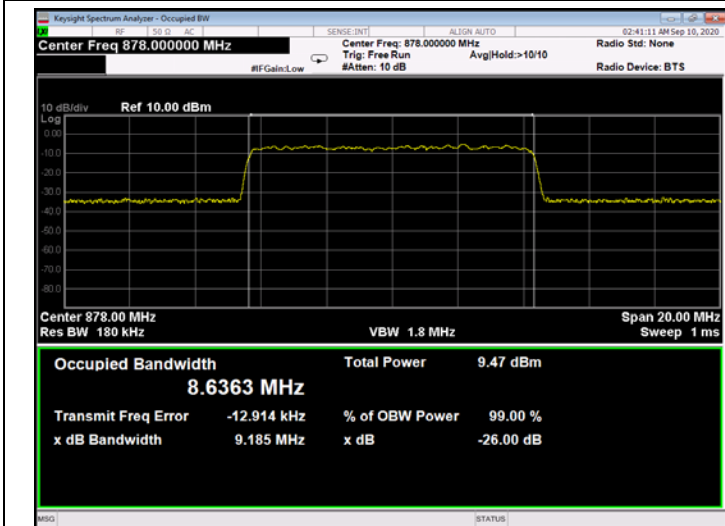 Keysight Spectrum Analyzer - Occupied BW
RF 50 Ω AC SENSE:INT ALIGN AUTO 02:41:11 AM Sep 10, 2020
Center Freq 878.000000 MHz Center Freq: 878.000000 MHz Radio Std: None
Trig: Free Run Avg|Hold:>10/10
#IFGain:Low #Atten: 10 dB Radio Device: BTS
10 dB/div Ref 10.00 dBm
Log
0.00
-10.0
-20.0
-30.0
-40.0
-50.0
-60.0
-70.0
-80.0
Center 878.00 MHz Span 20.00 MHz
Res BW 180 kHz VBW 1.8 MHz Sweep 1 ms
Occupied Bandwidth Total Power 9.47 dBm
8.6363 MHz
Transmit Freq Error -12.914 kHz % of OBW Power 99.00 %
x dB Bandwidth 9.185 MHz x dB -26.00 dB
MSG STATUS